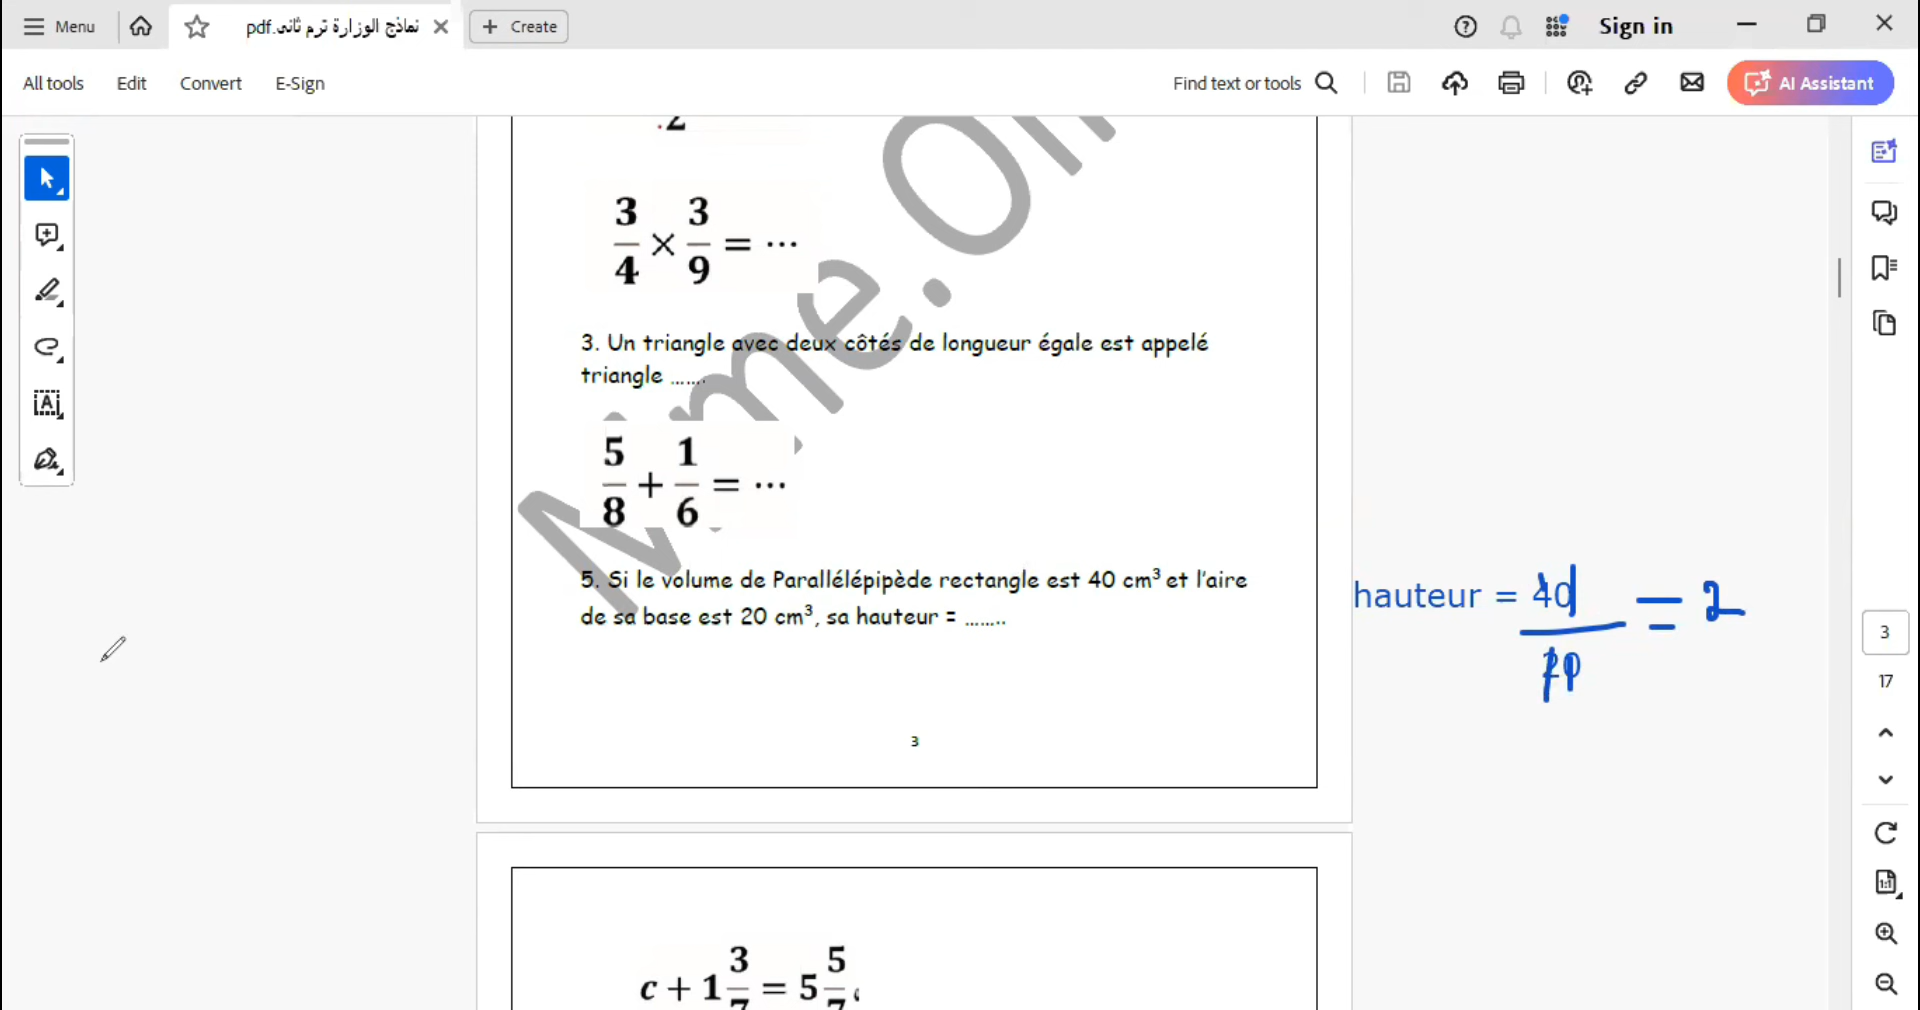 Menu
نماذج الوزارة ترم ثانى.pdf
Create
Sign in
All tools
Edit
Convert
E-Sign
Find text or tools
AI Assistant
.2
3/4 × 3/9 = ...
3. Un triangle avec deux côtés de longueur égale est appelé
triangle .......
5/8 + 1/6 = ...
5. Si le volume de Parallélépipède rectangle est 40 cm³ et l'aire
de sa base est 20 cm³, sa hauteur = ........
hauteur = 40/20 = 2
3
3
17
c + 1 3/7 = 5 5/7